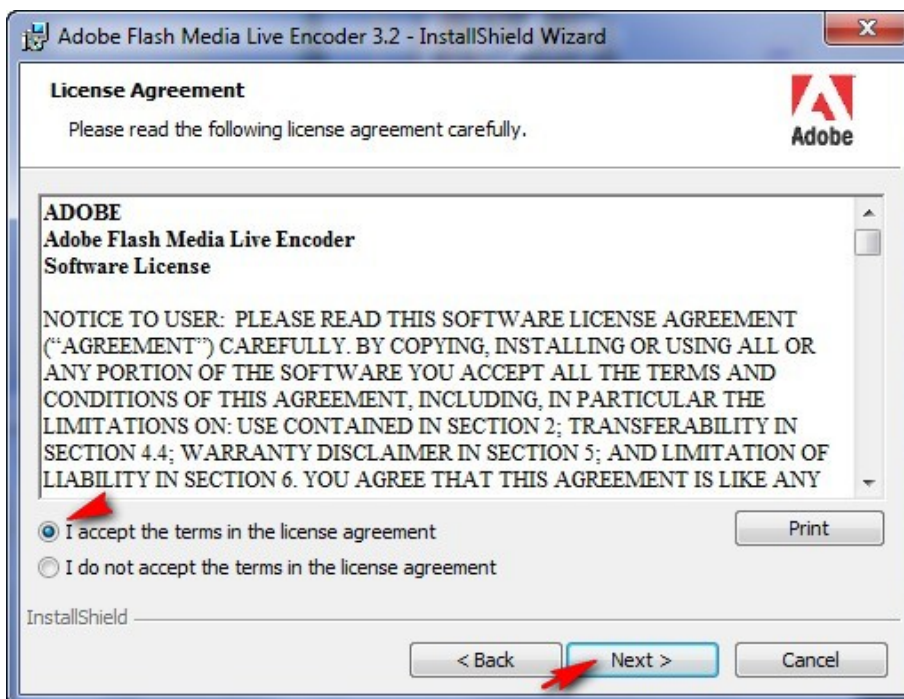 Adobe Flash Media Live Encoder 3.2 - InstallShield Wizard
License Agreement
Please read the following license agreement carefully.
Adobe
ADOBE
Adobe Flash Media Live Encoder
Software License
NOTICE TO USER:  PLEASE READ THIS SOFTWARE LICENSE AGREEMENT
(“AGREEMENT”) CAREFULLY. BY COPYING, INSTALLING OR USING ALL OR
ANY PORTION OF THE SOFTWARE YOU ACCEPT ALL THE TERMS AND
CONDITIONS OF THIS AGREEMENT, INCLUDING, IN PARTICULAR THE
LIMITATIONS ON: USE CONTAINED IN SECTION 2; TRANSFERABILITY IN
SECTION 4.4; WARRANTY DISCLAIMER IN SECTION 5; AND LIMITATION OF
LIABILITY IN SECTION 6. YOU AGREE THAT THIS AGREEMENT IS LIKE ANY
I accept the terms in the license agreement
Print
I do not accept the terms in the license agreement
InstallShield
< Back
Next >
Cancel